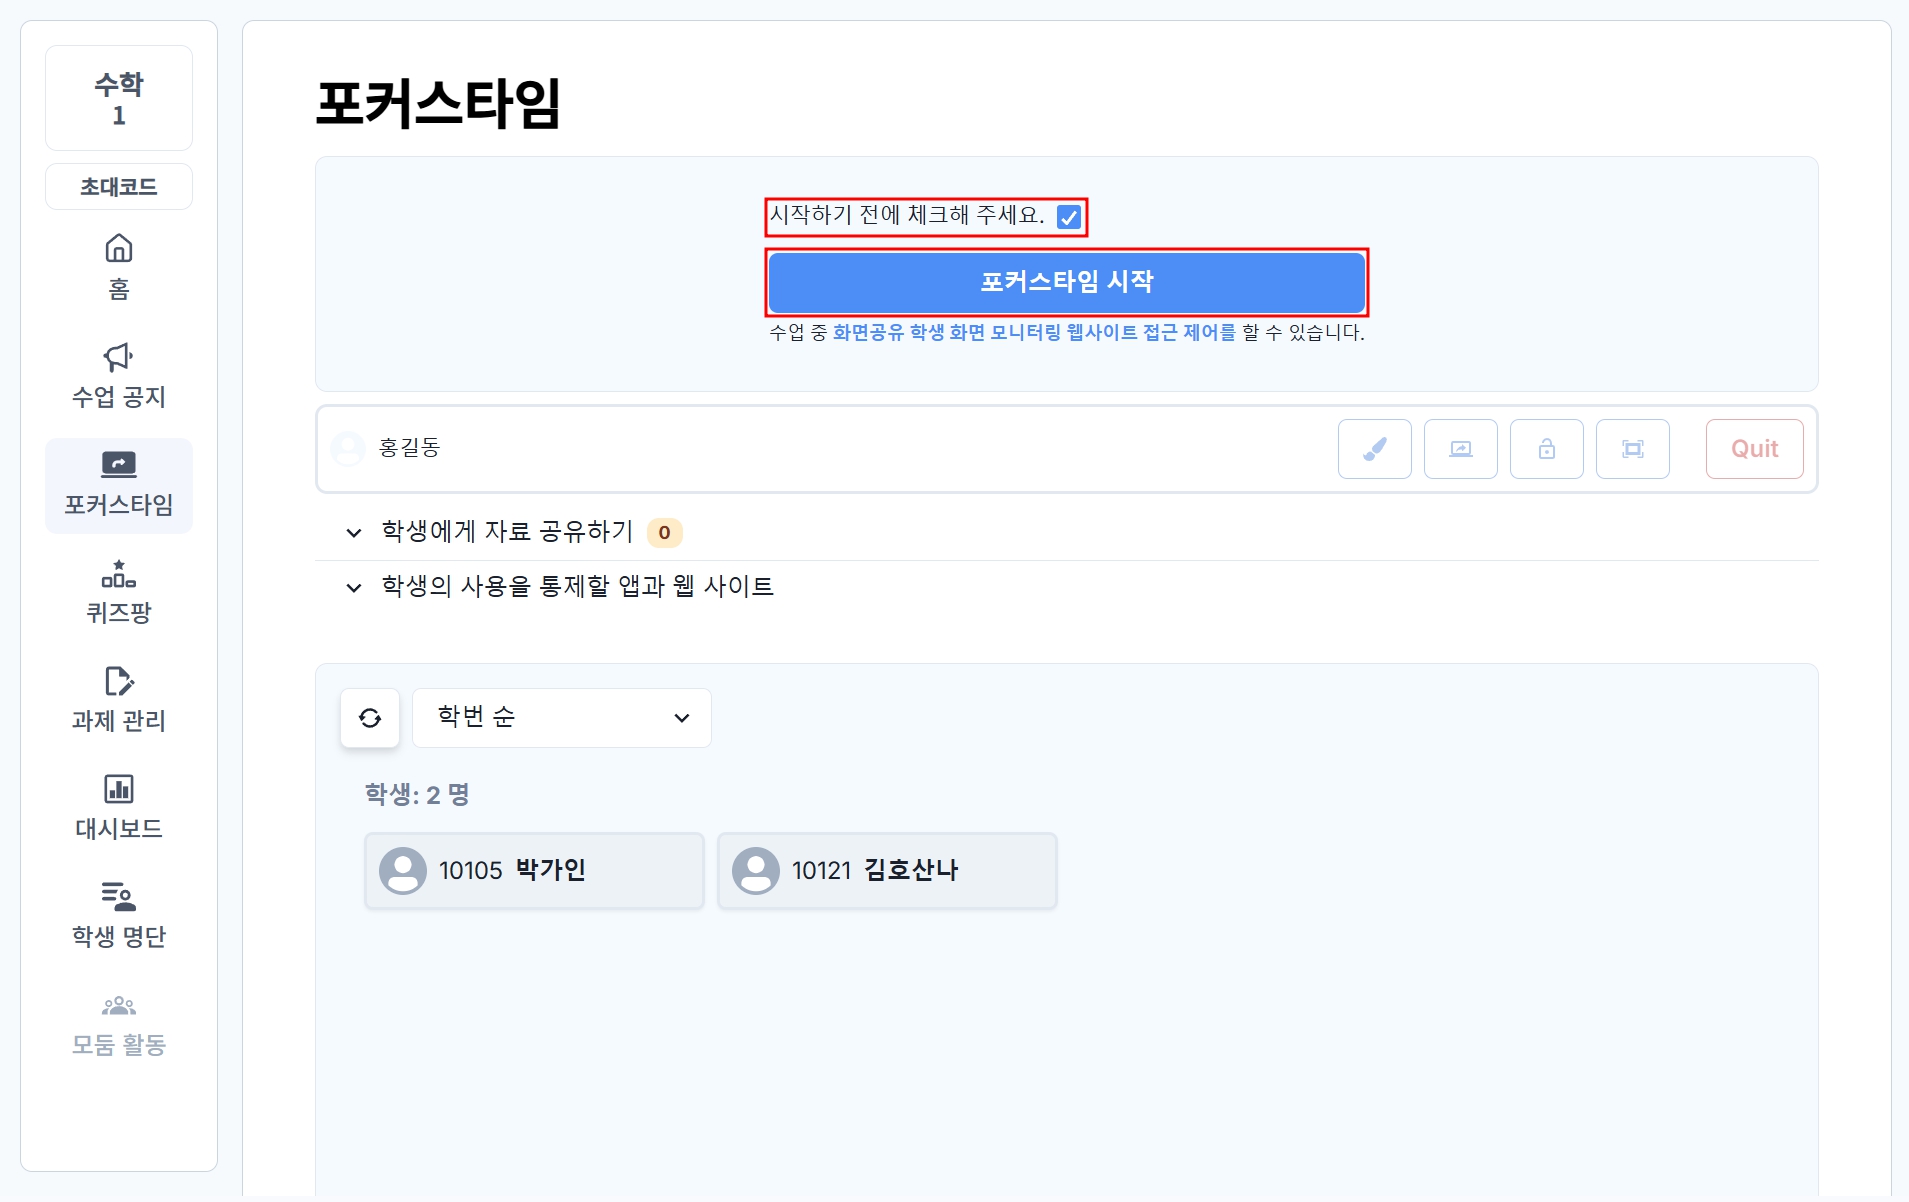 수학
1
초대코드
홈
수업 공지
포커스타임
퀴즈팡
과제 관리
대시보드
학생 명단
모둠 활동
포커스타임
시작하기 전에 체크해 주세요.
포커스타임 시작
수업 중 화면공유 학생 화면 모니터링 웹사이트 접근 제어를 할 수 있습니다.
홍길동
Quit
학생에게 자료 공유하기 0
학생의 사용을 통제할 앱과 웹 사이트
학번 순
학생: 2 명
10105 박가인
10121 김호산나